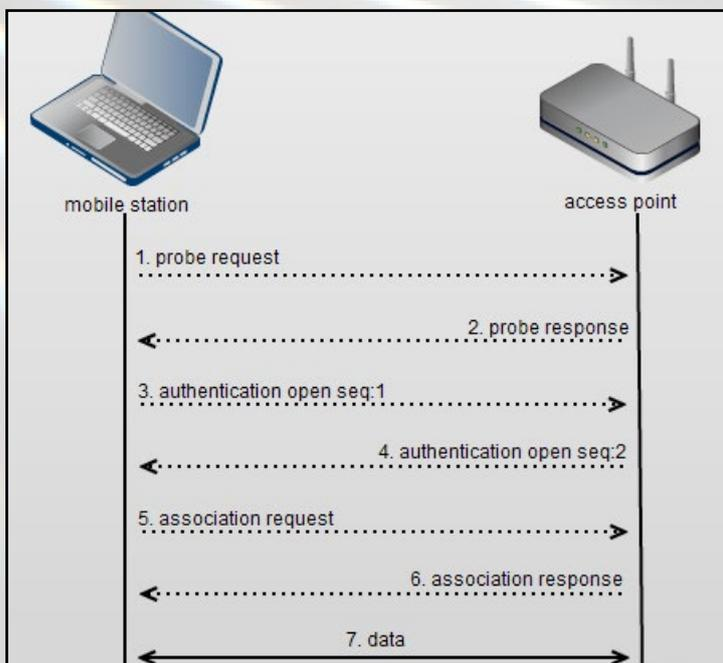 mobile station
access point
1. probe request
2. probe response
3. authentication open seq:1
4. authentication open seq:2
5. association request
6. association response
7. data